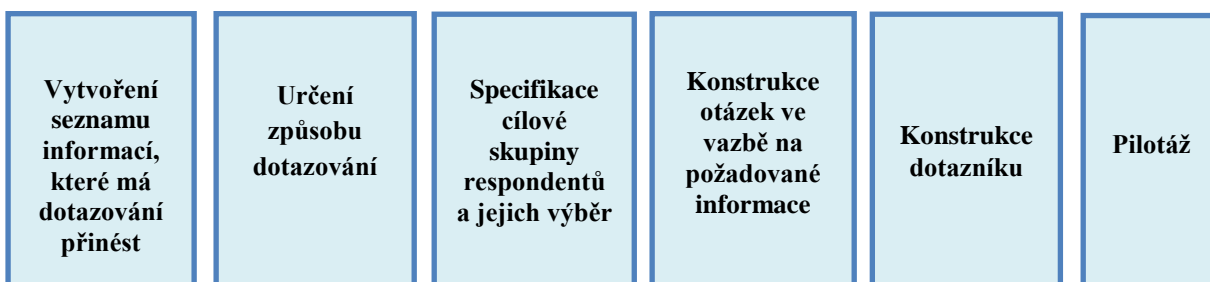 Vytvoření
seznamu
informací,
které má
dotazování
přinést
Určení
způsobu
dotazování
Specifikace
cílové
skupiny
respondentů
a jejich výběr
Konstrukce
otázek ve
vazbě na
požadované
informace
Konstrukce
dotazníku
Pilotáž